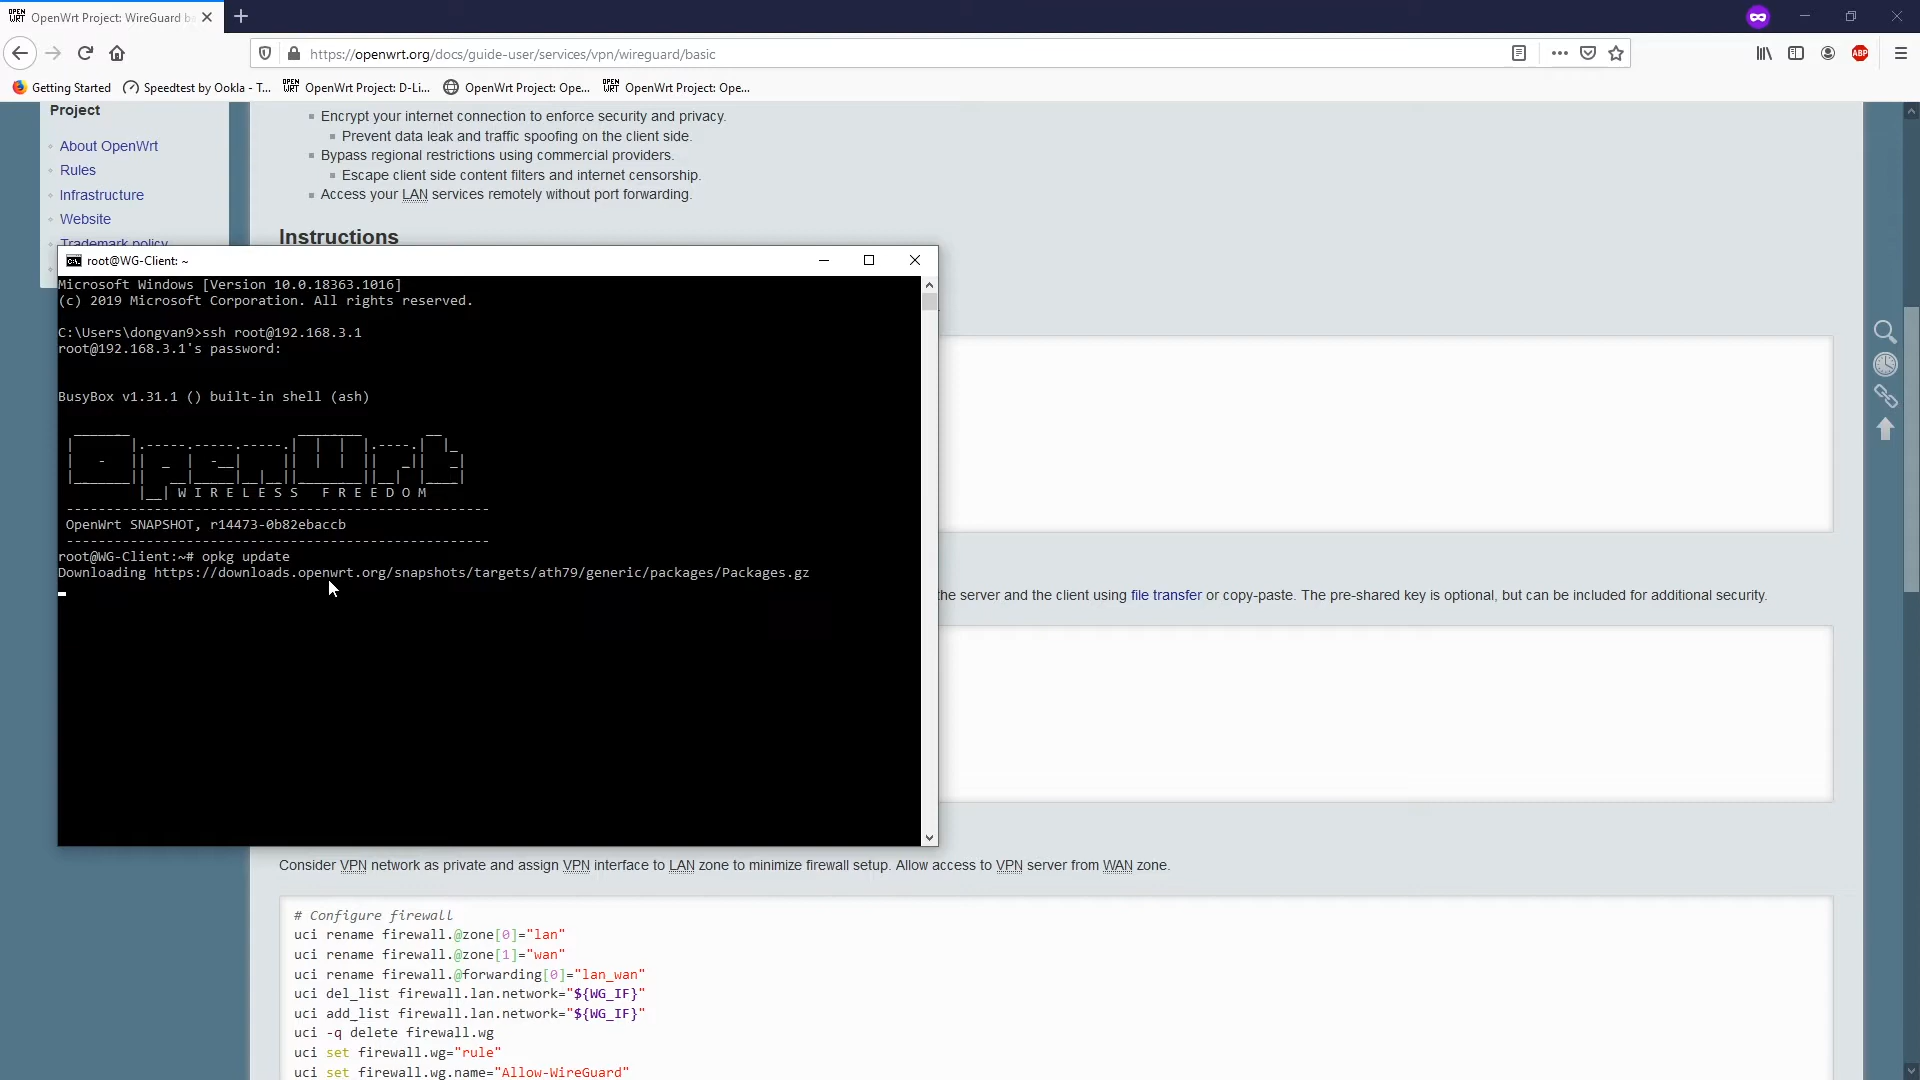 OPEN WRT OpenWrt Project: WireGuard b
https://openwrt.org/docs/guide-user/services/vpn/wireguard/basic
ABP
Getting Started
Speedtest by Ookla - T...
OPEN WRT OpenWrt Project: D-Li...
OpenWrt Project: Ope...
OPEN WRT OpenWrt Project: Ope...
Project
About OpenWrt
Rules
Infrastructure
Website
Trademark policy
Encrypt your internet connection to enforce security and privacy.
Prevent data leak and traffic spoofing on the client side.
Bypass regional restrictions using commercial providers.
Escape client side content filters and internet censorship.
Access your LAN services remotely without port forwarding.
Instructions
root@WG-Client: ~
Microsoft Windows [Version 10.0.18363.1016]
(c) 2019 Microsoft Corporation. All rights reserved.
C:\Users\dongvan9>ssh root@192.168.3.1
root@192.168.3.1's password:
BusyBox v1.31.1 () built-in shell (ash)
OpenWrt
W I R E L E S S   F R E E D O M
-----------------------------------------------------
OpenWrt SNAPSHOT, r14473-0b82ebaccb
-----------------------------------------------------
root@WG-Client:~# opkg update
Downloading https://downloads.openwrt.org/snapshots/targets/ath79/generic/packages/Packages.gz
the server and the client using file transfer or copy-paste. The pre-shared key is optional, but can be included for additional security.
Consider VPN network as private and assign VPN interface to LAN zone to minimize firewall setup. Allow access to VPN server from WAN zone.
# Configure firewall
uci rename firewall.@zone[0]="lan"
uci rename firewall.@zone[1]="wan"
uci rename firewall.@forwarding[0]="lan_wan"
uci del_list firewall.lan.network="${WG_IF}"
uci add_list firewall.lan.network="${WG_IF}"
uci -q delete firewall.wg
uci set firewall.wg="rule"
uci set firewall.wg.name="Allow-WireGuard"